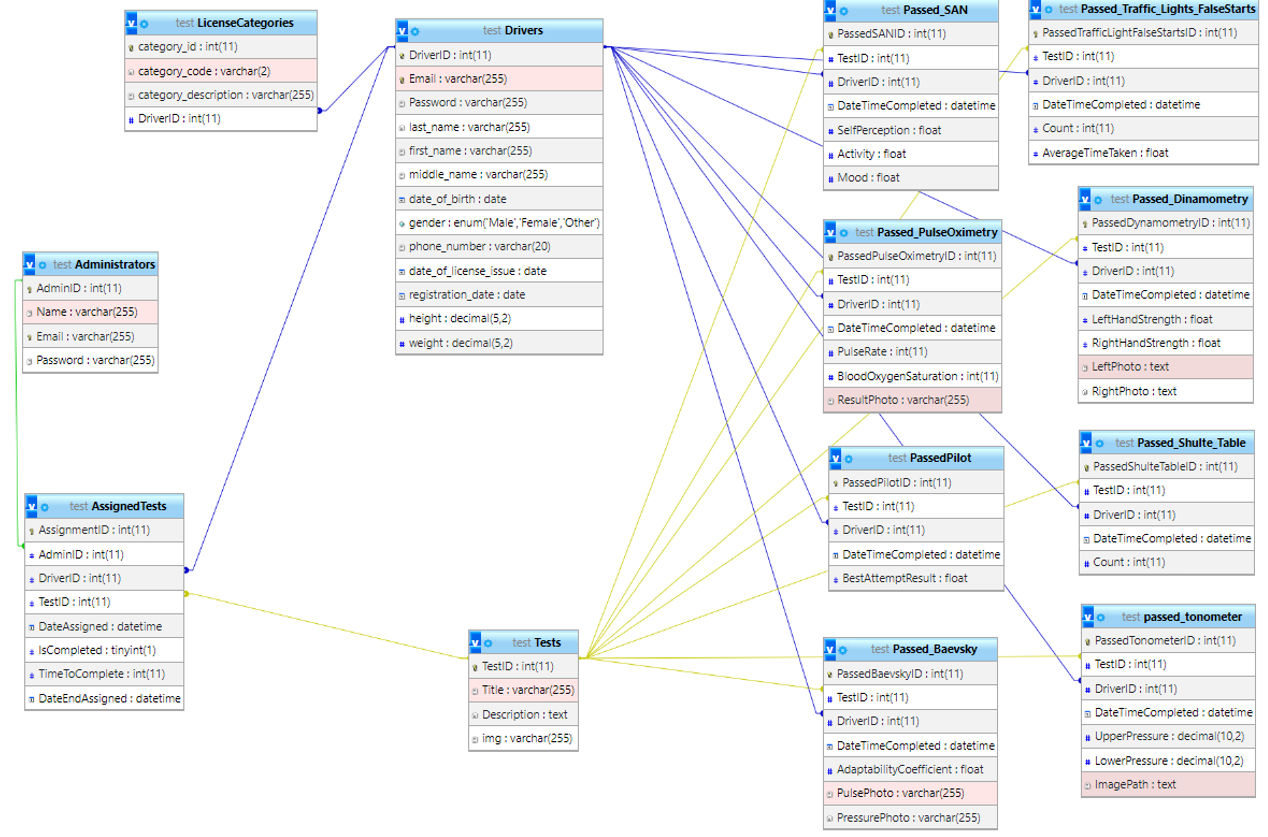 test LicenseCategories
category_id : int(11)
category_code : varchar(2)
category_description : varchar(255)
DriverID : int(11)
test Drivers
DriverID : int(11)
Email : varchar(255)
Password : varchar(255)
last_name : varchar(255)
first_name : varchar(255)
middle_name : varchar(255)
date_of_birth : date
gender : enum('Male','Female','Other')
phone_number : varchar(20)
date_of_license_issue : date
registration_date : date
height : decimal(5,2)
weight : decimal(5,2)
test Passed_SAN
PassedSANID : int(11)
TestID : int(11)
DriverID : int(11)
DateTimeCompleted : datetime
SelfPerception : float
Activity : float
Mood : float
test Passed_Traffic_Lights_FalseStarts
PassedTrafficLightFalseStartsID : int(11)
TestID : int(11)
DriverID : int(11)
DateTimeCompleted : datetime
Count : int(11)
AverageTimeTaken : float
test Administrators
AdminID : int(11)
Name : varchar(255)
Email : varchar(255)
Password : varchar(255)
test Passed_PulseOximetry
PassedPulseOximetryID : int(11)
TestID : int(11)
DriverID : int(11)
DateTimeCompleted : datetime
PulseRate : int(11)
BloodOxygenSaturation : int(11)
ResultPhoto : varchar(255)
test Passed_Dinamometry
PassedDynamometryID : int(11)
TestID : int(11)
DriverID : int(11)
DateTimeCompleted : datetime
LeftHandStrength : float
RightHandStrength : float
LeftPhoto : text
RightPhoto : text
test AssignedTests
AssignmentID : int(11)
AdminID : int(11)
DriverID : int(11)
TestID : int(11)
DateAssigned : datetime
IsCompleted : tinyint(1)
TimeToComplete : int(11)
DateEndAssigned : datetime
test PassedPilot
PassedPilotID : int(11)
TestID : int(11)
DriverID : int(11)
DateTimeCompleted : datetime
BestAttemptResult : float
test Passed_Shulte_Table
PassedShulteTableID : int(11)
TestID : int(11)
DriverID : int(11)
DateTimeCompleted : datetime
Count : int(11)
test Tests
TestID : int(11)
Title : varchar(255)
Description : text
img : varchar(255)
test Passed_Baevsky
PassedBaevskyID : int(11)
TestID : int(11)
DriverID : int(11)
DateTimeCompleted : datetime
AdaptabilityCoefficient : float
PulsePhoto : varchar(255)
PressurePhoto : varchar(255)
test passed_tonometer
PassedTonometerID : int(11)
TestID : int(11)
DriverID : int(11)
DateTimeCompleted : datetime
UpperPressure : decimal(10,2)
LowerPressure : decimal(10,2)
ImagePath : text